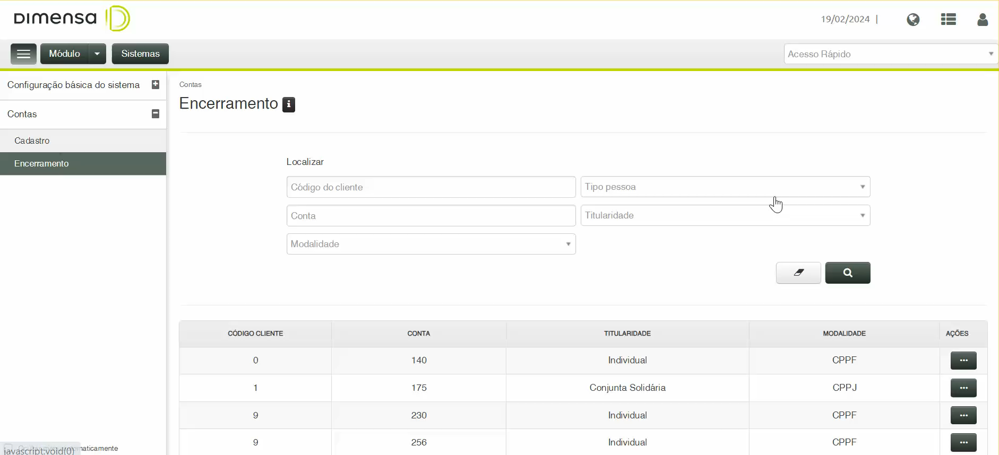 Dimensa
19/02/2024 |
Módulo
Sistemas
Acesso Rápido
Configuração básica do sistema
Contas
Cadastro
Encerramento
Contas
Encerramento
Localizar
Código do cliente
Tipo pessoa
Conta
Titularidade
Modalidade
CÓDIGO CLIENTE CONTA TITULARIDADE MODALIDADE AÇÕES
0 140 Individual CPPF
1 175 Conjunta Solidária CPPJ
9 230 Individual CPPF
9 256 Individual CPPF
javascript:void(0)